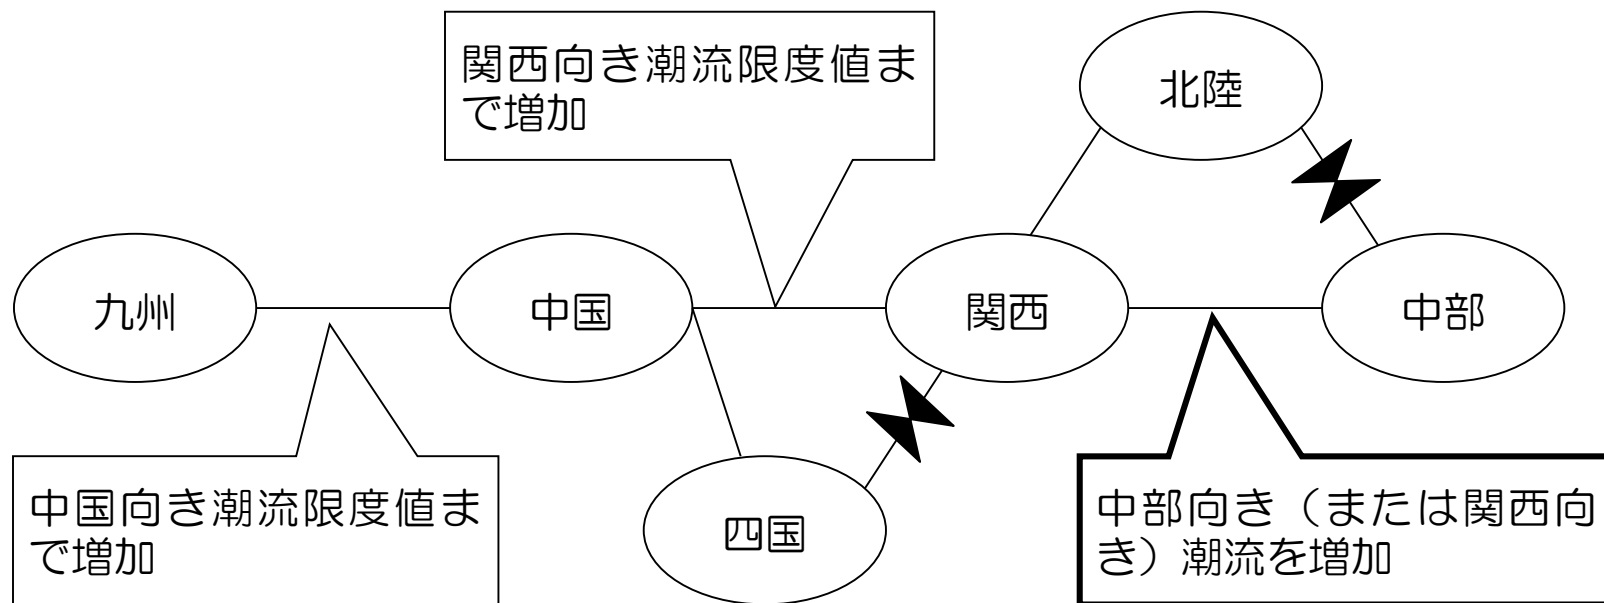 関西向き潮流限度値ま
で増加
北陸
九州
中国
関西
中部
中国向き潮流限度値ま
で増加
四国
中部向き（または関西向
き）潮流を増加